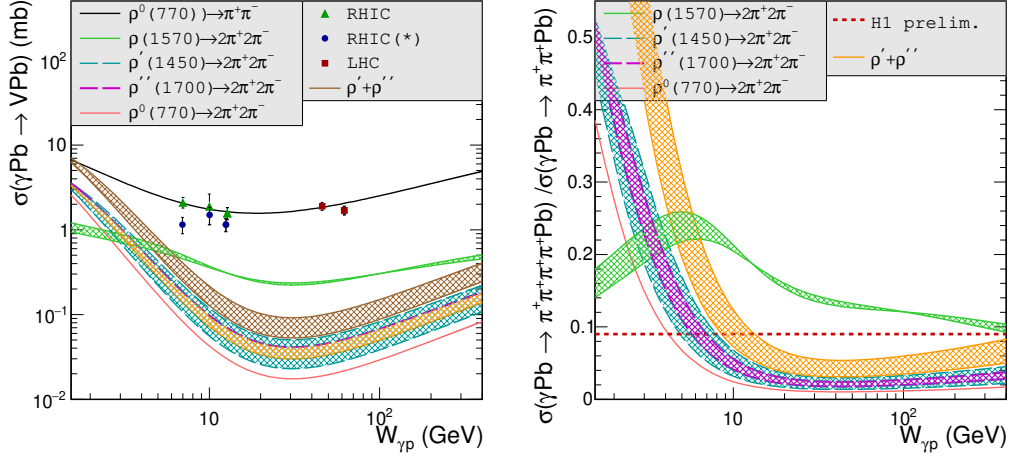 σ(γPb → VPb) (mb)
ρ⁰(770))→π⁺π⁻
ρ(1570)→2π⁺2π⁻
ρ′(1450)→2π⁺2π⁻
ρ′′(1700)→2π⁺2π⁻
ρ⁰(770)→2π⁺2π⁻
RHIC
RHIC(*)
LHC
ρ′+ρ′′
10²
10
1
10⁻¹
10⁻²
10
10²
W_γp (GeV)
σ(γPb → π⁺π⁺π⁺π⁺Pb) /σ(γPb → π⁺π⁺Pb)
ρ(1570)→2π⁺2π⁻
ρ′(1450)→2π⁺2π⁻
ρ′′(1700)→2π⁺2π⁻
ρ⁰(770)→2π⁺2π⁻
H1 prelim.
ρ′+ρ′′
0.5
0.4
0.3
0.2
0.1
0
10
10²
W_γp (GeV)